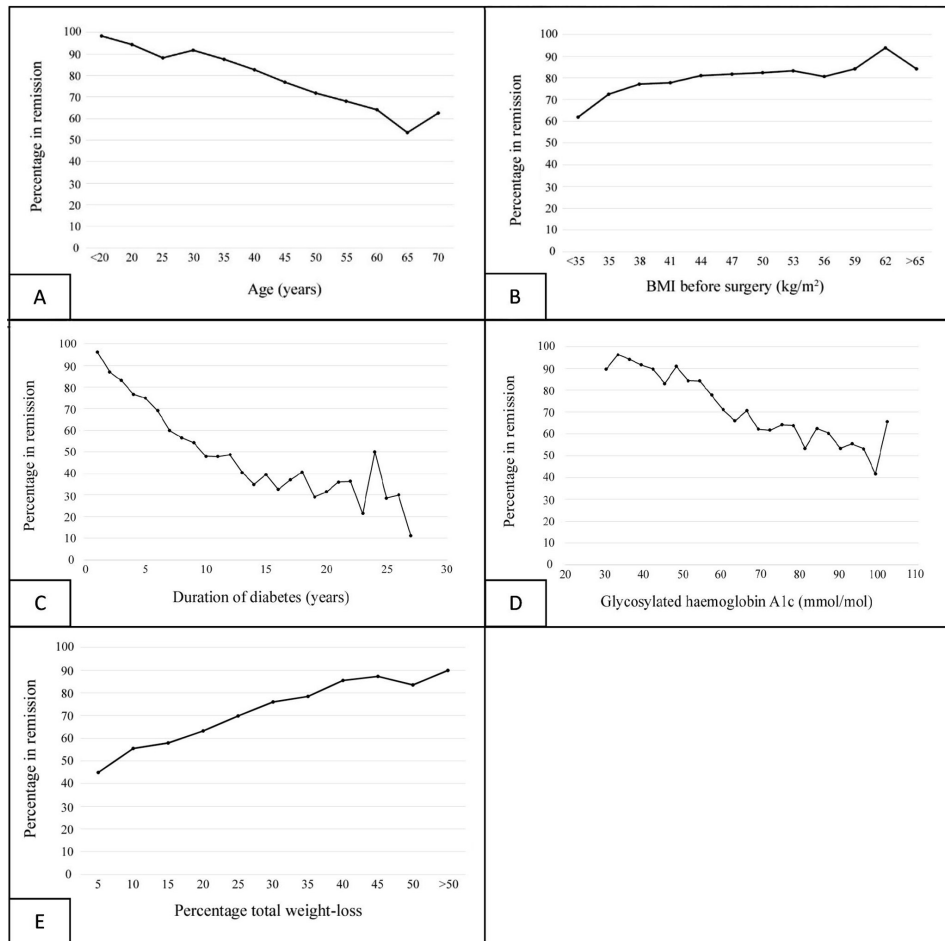 100
90
80
70
60
50
40
30
20
10
0
Percentage in remission
<20 20 25 30 35 40 45 50 55 60 65 70
Age (years)
A
100
90
80
70
60
50
40
30
20
10
0
Percentage in remission
<35 35 38 41 44 47 50 53 56 59 62 >65
BMI before surgery (kg/m²)
B
100
90
80
70
60
50
40
30
20
10
0
Percentage in remission
0 5 10 15 20 25 30
Duration of diabetes (years)
C
100
90
80
70
60
50
40
30
20
10
0
Percentage in remission
20 30 40 50 60 70 80 90 100 110
Glycosylated haemoglobin A1c (mmol/mol)
D
100
90
80
70
60
50
40
30
20
10
0
Percentage in remission
5 10 15 20 25 30 35 40 45 50 >50
Percentage total weight-loss
E